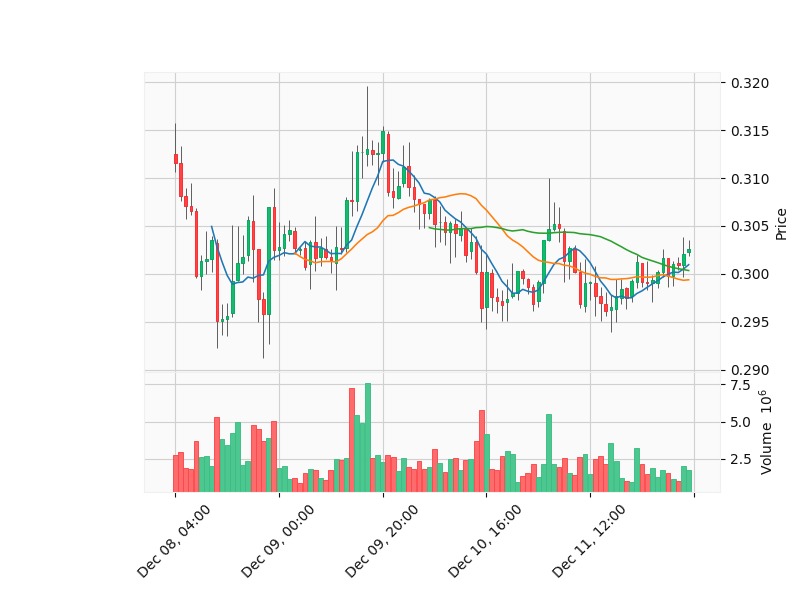 0.320
0.315
0.310
0.305
0.300
0.295
0.290
Price
7.5
5.0
2.5
Volume 10⁶
Dec 08, 04:00
Dec 09, 00:00
Dec 09, 20:00
Dec 10, 16:00
Dec 11, 12:00